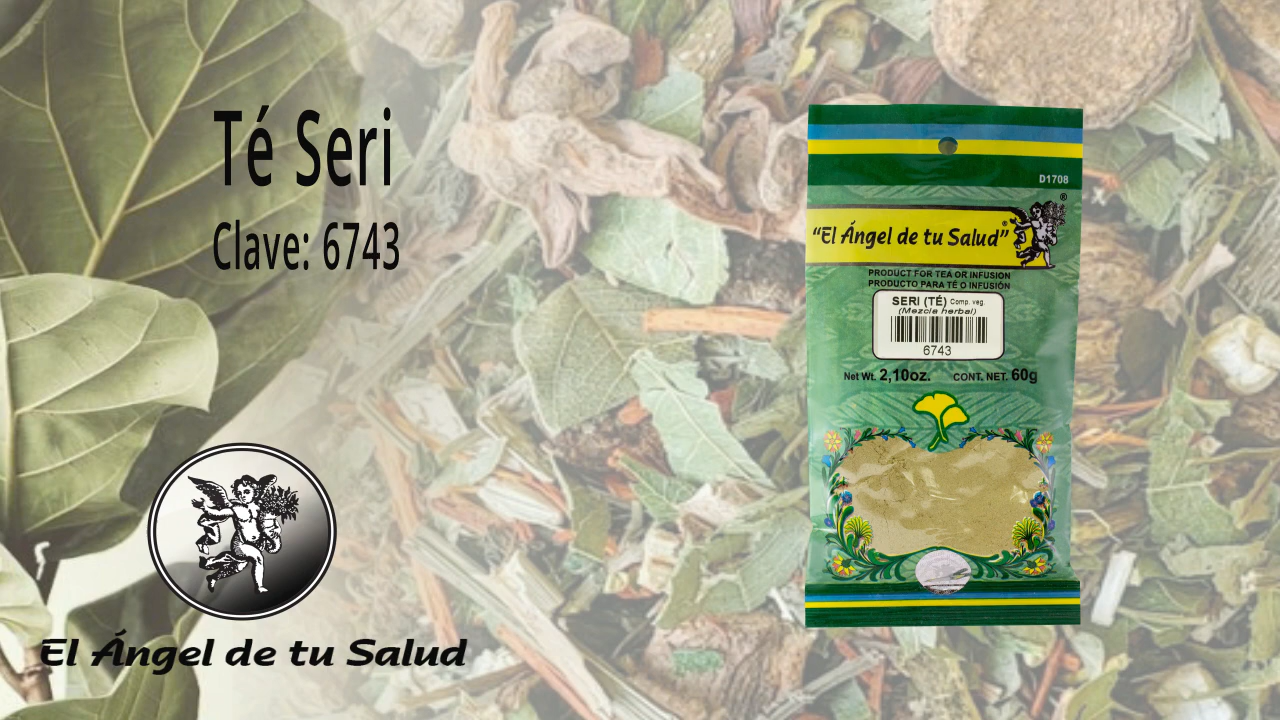 Té Seri
Clave: 6743
El Ángel de tu Salud
D1708
®
“El Ángel de tu Salud”®
PRODUCT FOR TEA OR INFUSION
PRODUCTO PARA TÉ O INFUSIÓN
SERI (TÉ) Comp. veg.
(Mezcla herbal)
6743
Net Wt. 2,10oz. CONT. NET. 60g